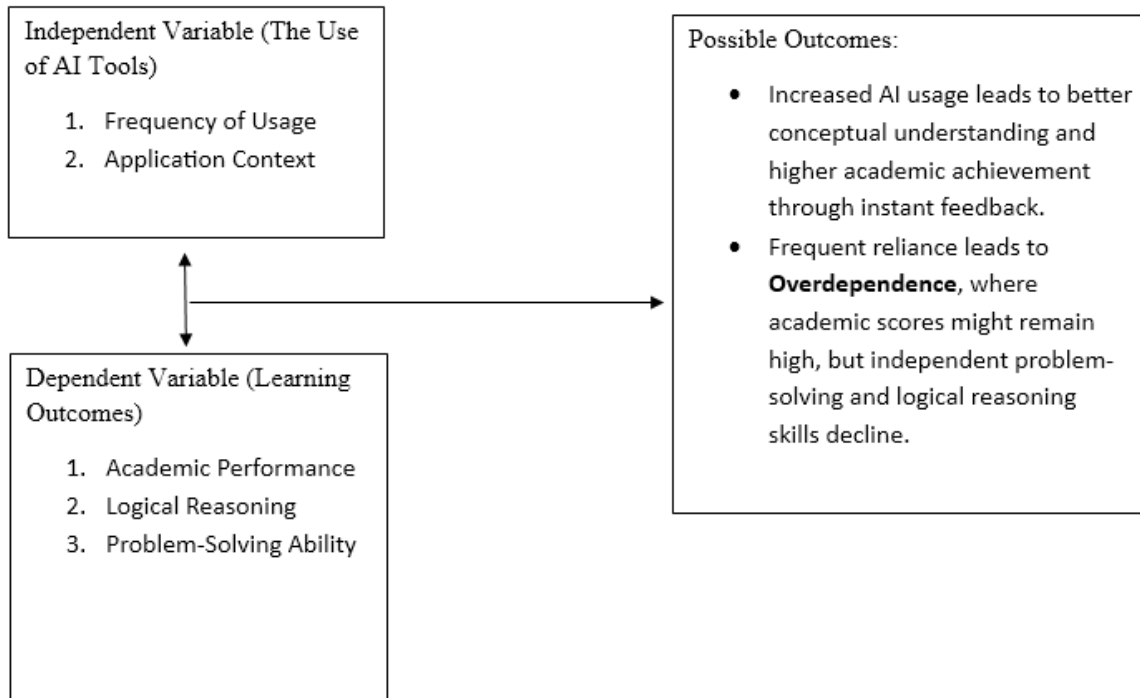 Independent Variable (The Use
of AI Tools)
1. Frequency of Usage
2. Application Context
Dependent Variable (Learning
Outcomes)
1. Academic Performance
2. Logical Reasoning
3. Problem-Solving Ability
Possible Outcomes:
• Increased AI usage leads to better
conceptual understanding and
higher academic achievement
through instant feedback.
• Frequent reliance leads to
Overdependence, where
academic scores might remain
high, but independent problem-
solving and logical reasoning
skills decline.